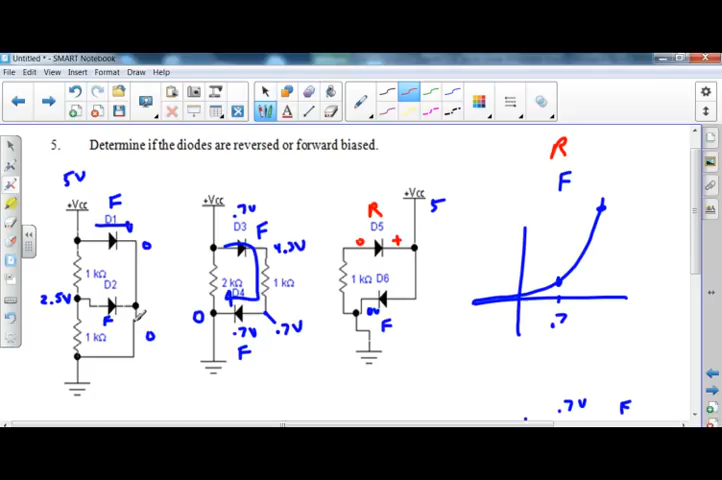 Untitled * - SMART Notebook
File Edit View Insert Format Draw Help
5. Determine if the diodes are reversed or forward biased.
R
F
5V
+Vcc
F
D1
0
1 kΩ
D2
2.5V
F
1 kΩ
0
+Vcc
.7V
D3
F
4.3V
2 kΩ
1 kΩ
D4
0
.7V
.7V
F
+Vcc
5
R
D5
0 +
1 kΩ
D6
0V
F
.7
.7V F